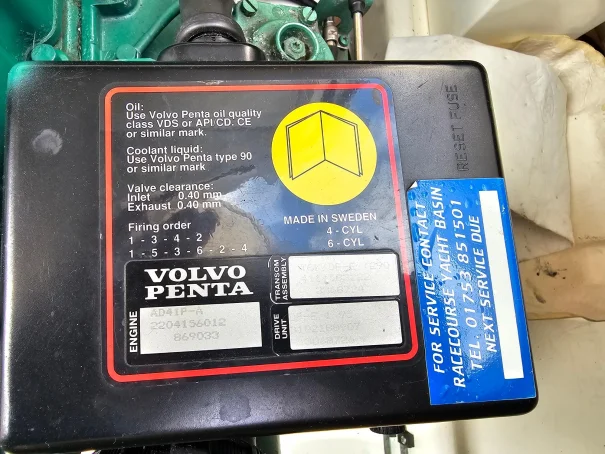 Oil:
Use Volvo Penta oil quality
class VDS or API CD. CE
or similar mark.
Coolant liquid:
Use Volvo Penta type 90
or similar mark
Valve clearance:
Inlet 0.40 mm
Exhaust 0.40 mm
Firing order
1 - 3 - 4 - 2
1 - 5 - 3 - 6 - 2 - 4
MADE IN SWEDEN
4 - CYL
6 - CYL
VOLVO
PENTA
ENGINE
AD41P-A
2204156012
869033
TRANSOM
ASSEMBLY
DRIVE
UNIT
RESET FUSE
FOR SERVICE CONTACT
RACECOURSE YACHT BASIN
TEL. 01753 851501
NEXT SERVICE DUE